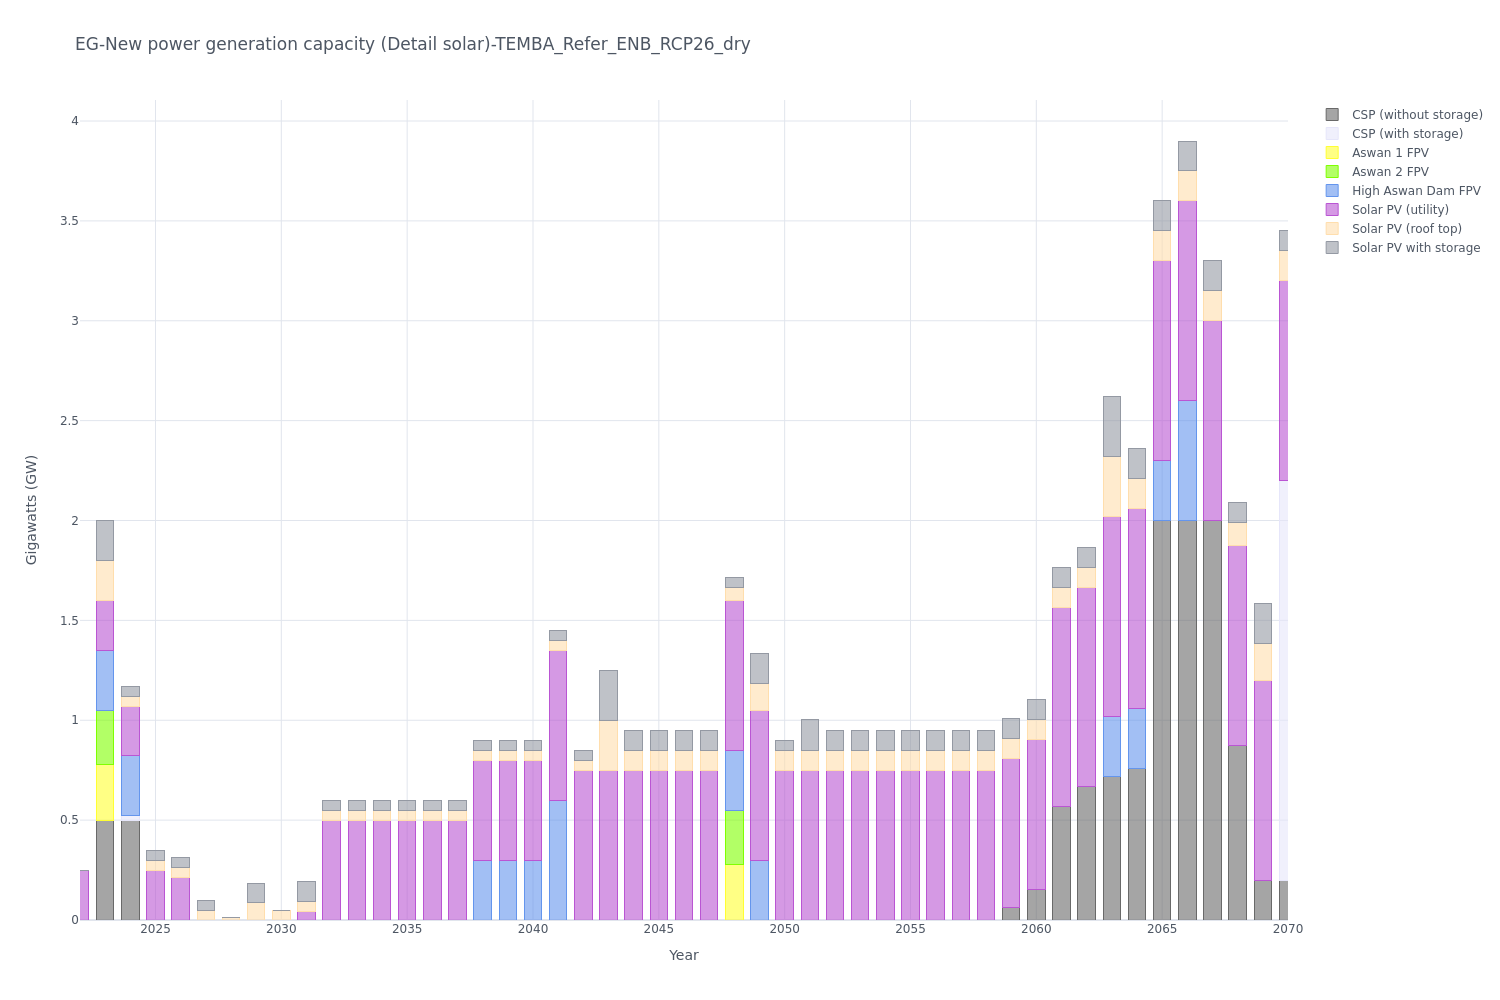 EG-New power generation capacity (Detail solar)-TEMBA_Refer_ENB_RCP26_dry
CSP (without storage)
CSP (with storage)
Aswan 1 FPV
Aswan 2 FPV
High Aswan Dam FPV
Solar PV (utility)
Solar PV (roof top)
Solar PV with storage
Gigawatts (GW)
4
3.5
3
2.5
2
1.5
1
0.5
0
2025
2030
2035
2040
2045
2050
2055
2060
2065
2070
Year